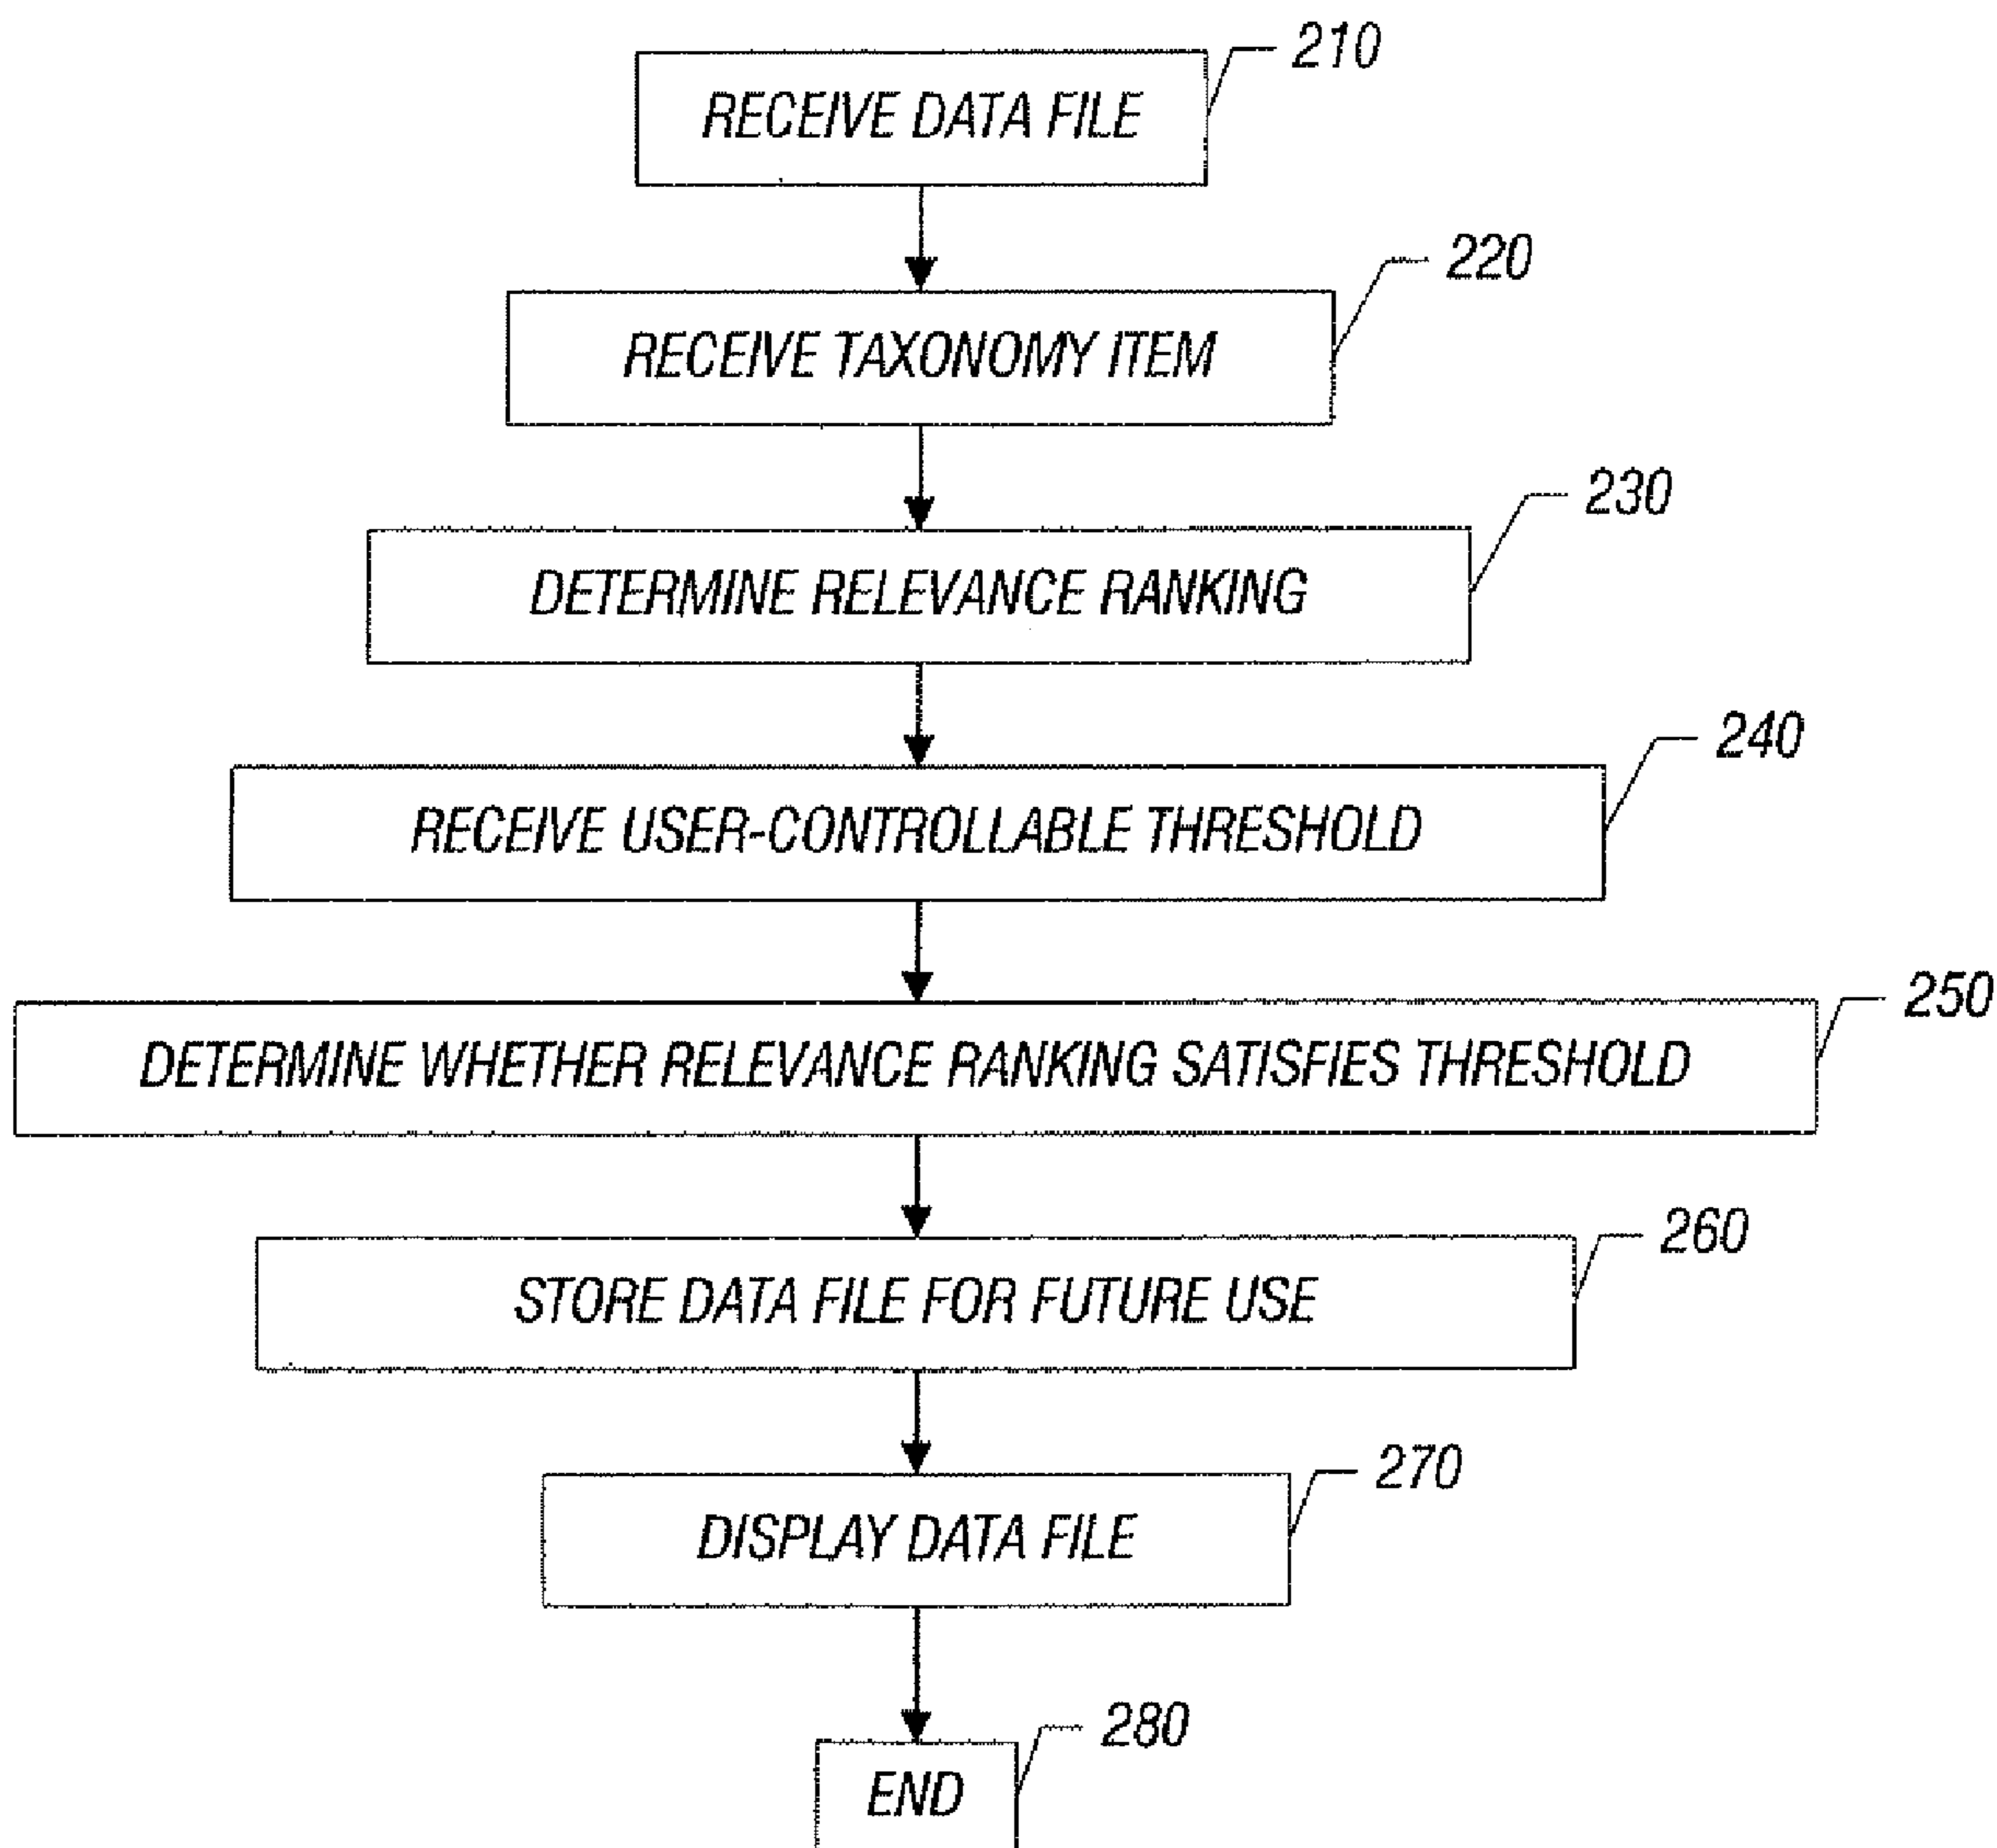 210
RECEIVE DATA FILE
220
RECEIVE TAXONOMY ITEM
230
DETERMINE RELEVANCE RANKING
240
RECEIVE USER-CONTROLLABLE THRESHOLD
250
DETERMINE WHETHER RELEVANCE RANKING SATISFIES THRESHOLD
260
STORE DATA FILE FOR FUTURE USE
270
DISPLAY DATA FILE
280
END